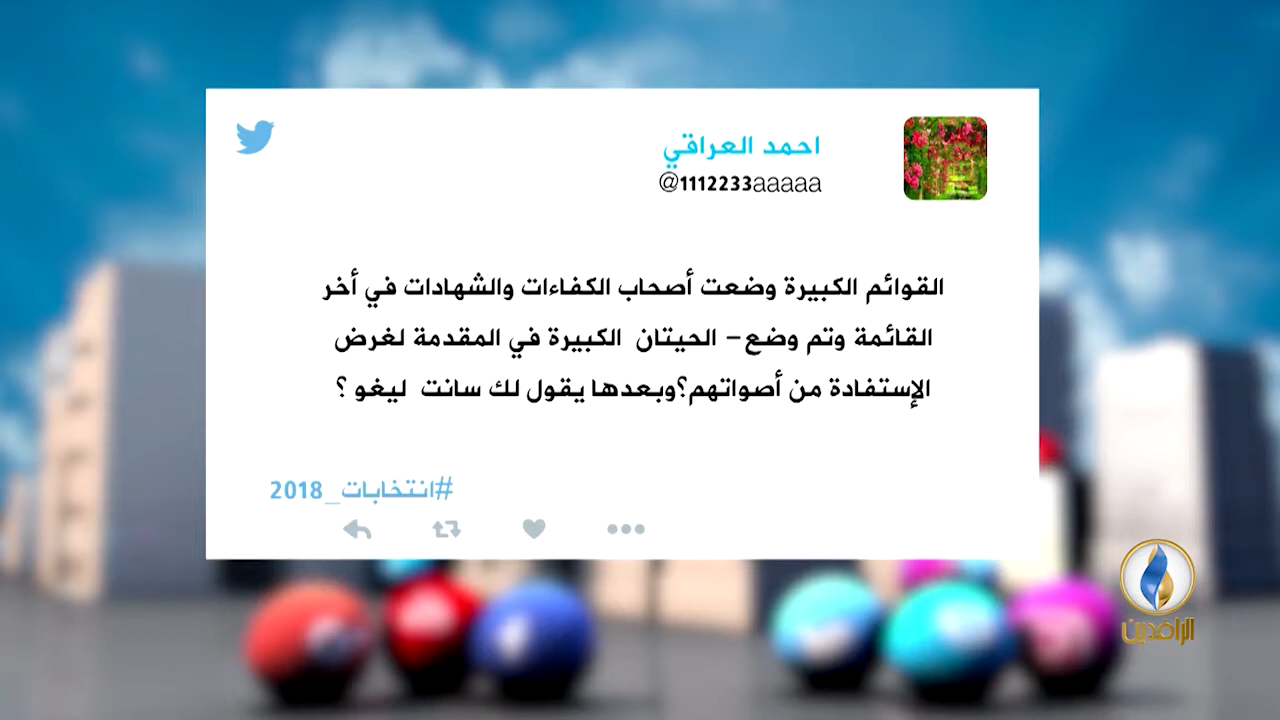 احمد العراقي
@1112233aaaaa
القوائم الكبيرة وضعت أصحاب الكفاءات والشهادات في أخر
القائمة وتم وضع– الحيتان الكبيرة في المقدمة لغرض
الإستفادة من أصواتهم؟وبعدها يقول لك سانت ليغو ؟
#انتخابات_2018
الرافدين